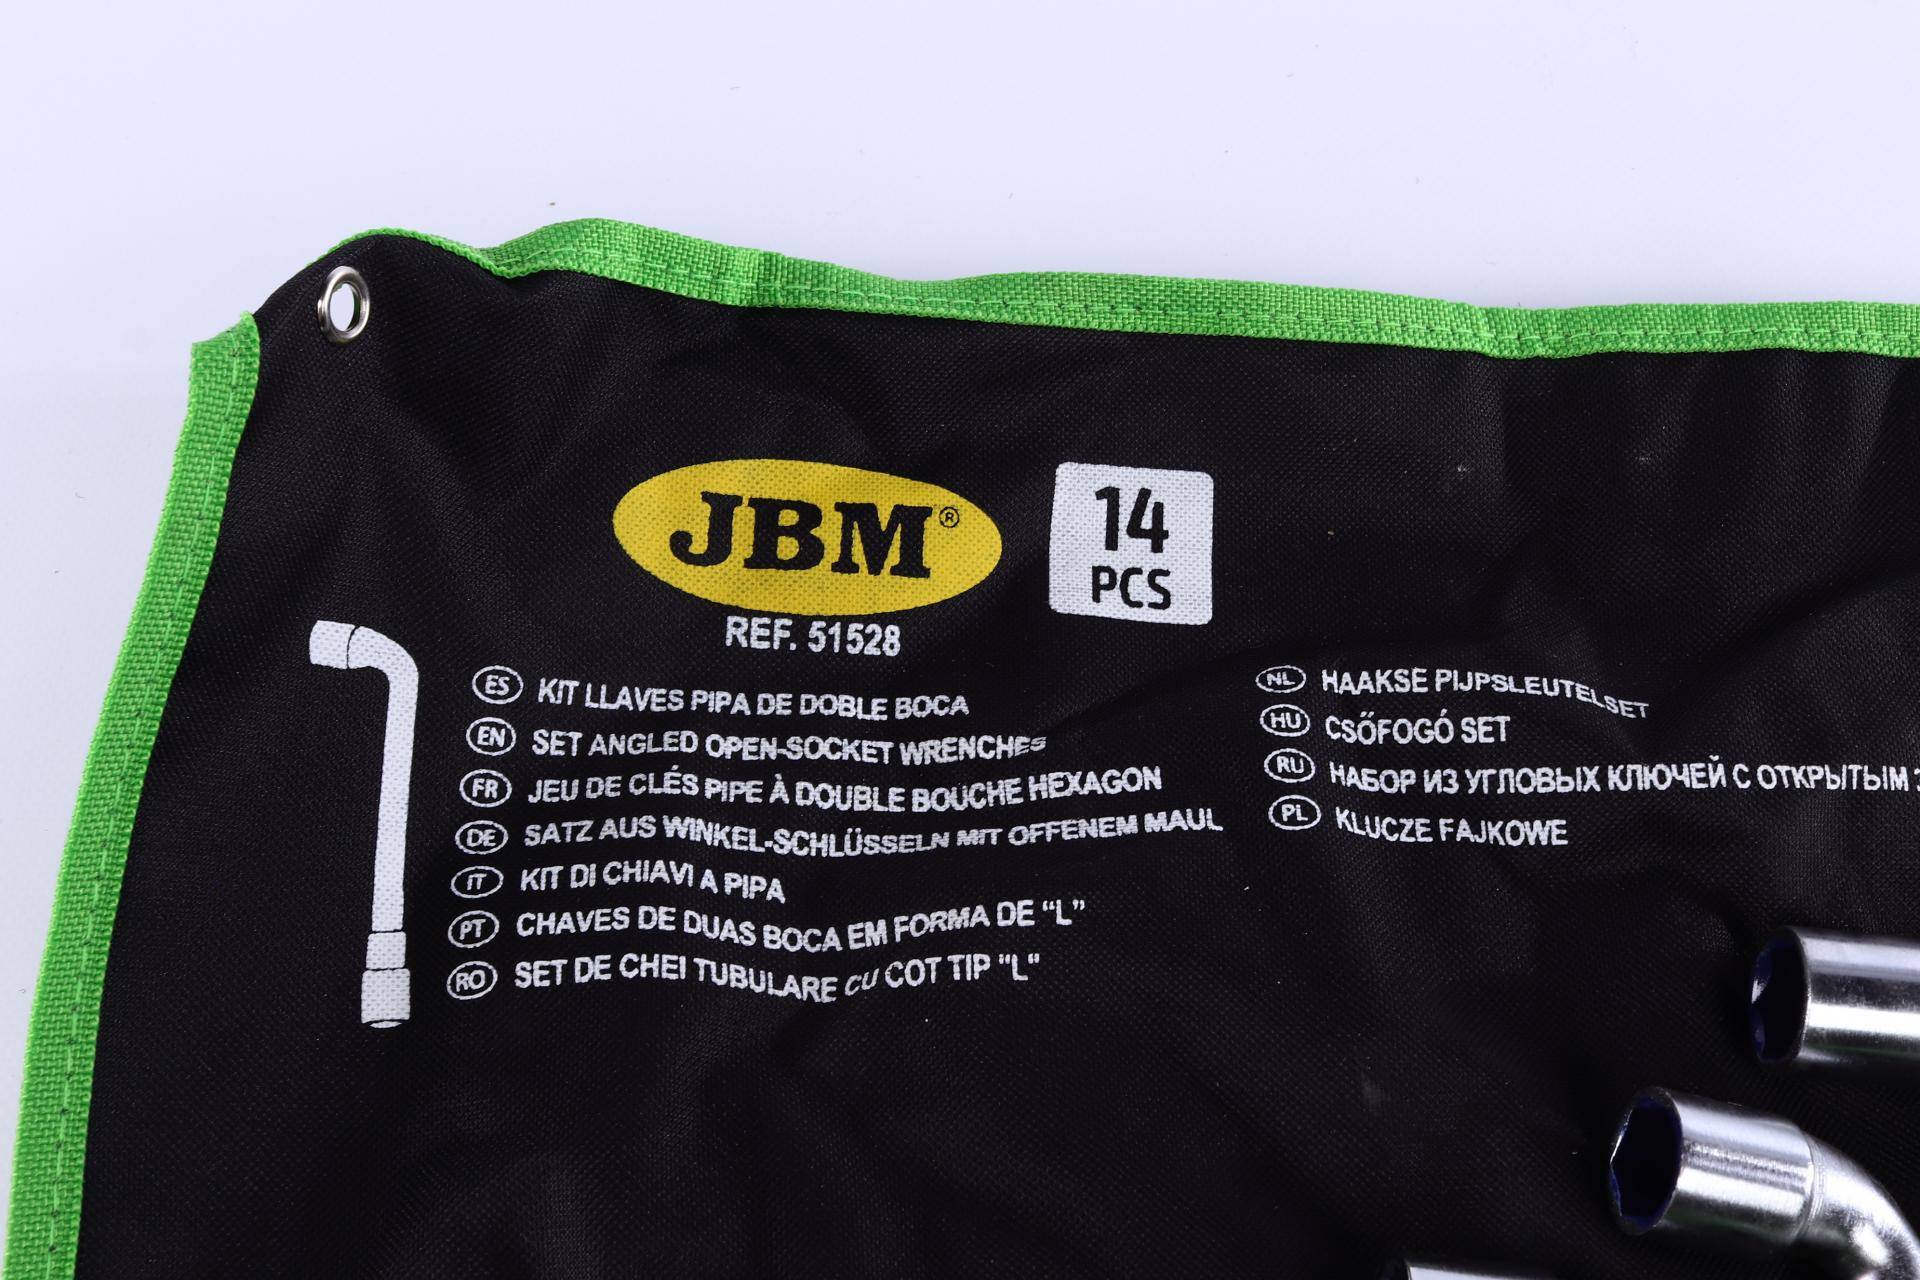 JBM®
14
PCS
REF. 51528
ES KIT LLAVES PIPA DE DOBLE BOCA
EN SET ANGLED OPEN-SOCKET WRENCHES
FR JEU DE CLÉS PIPE À DOUBLE BOUCHE HEXAGON
DE SATZ AUS WINKEL-SCHLÜSSELN MIT OFFENEM MAUL
IT KIT DI CHIAVI A PIPA
PT CHAVES DE DUAS BOCA EM FORMA DE “L”
RO SET DE CHEI TUBULARE CU COT TIP "L"
NL HAAKSE PIJPSLEUTELSET
HU CSŐFOGÓ SET
RU НАБОР ИЗ УГЛОВЫХ КЛЮЧЕЙ С ОТКРЫТЫМ
PL KLUCZE FAJKOWE